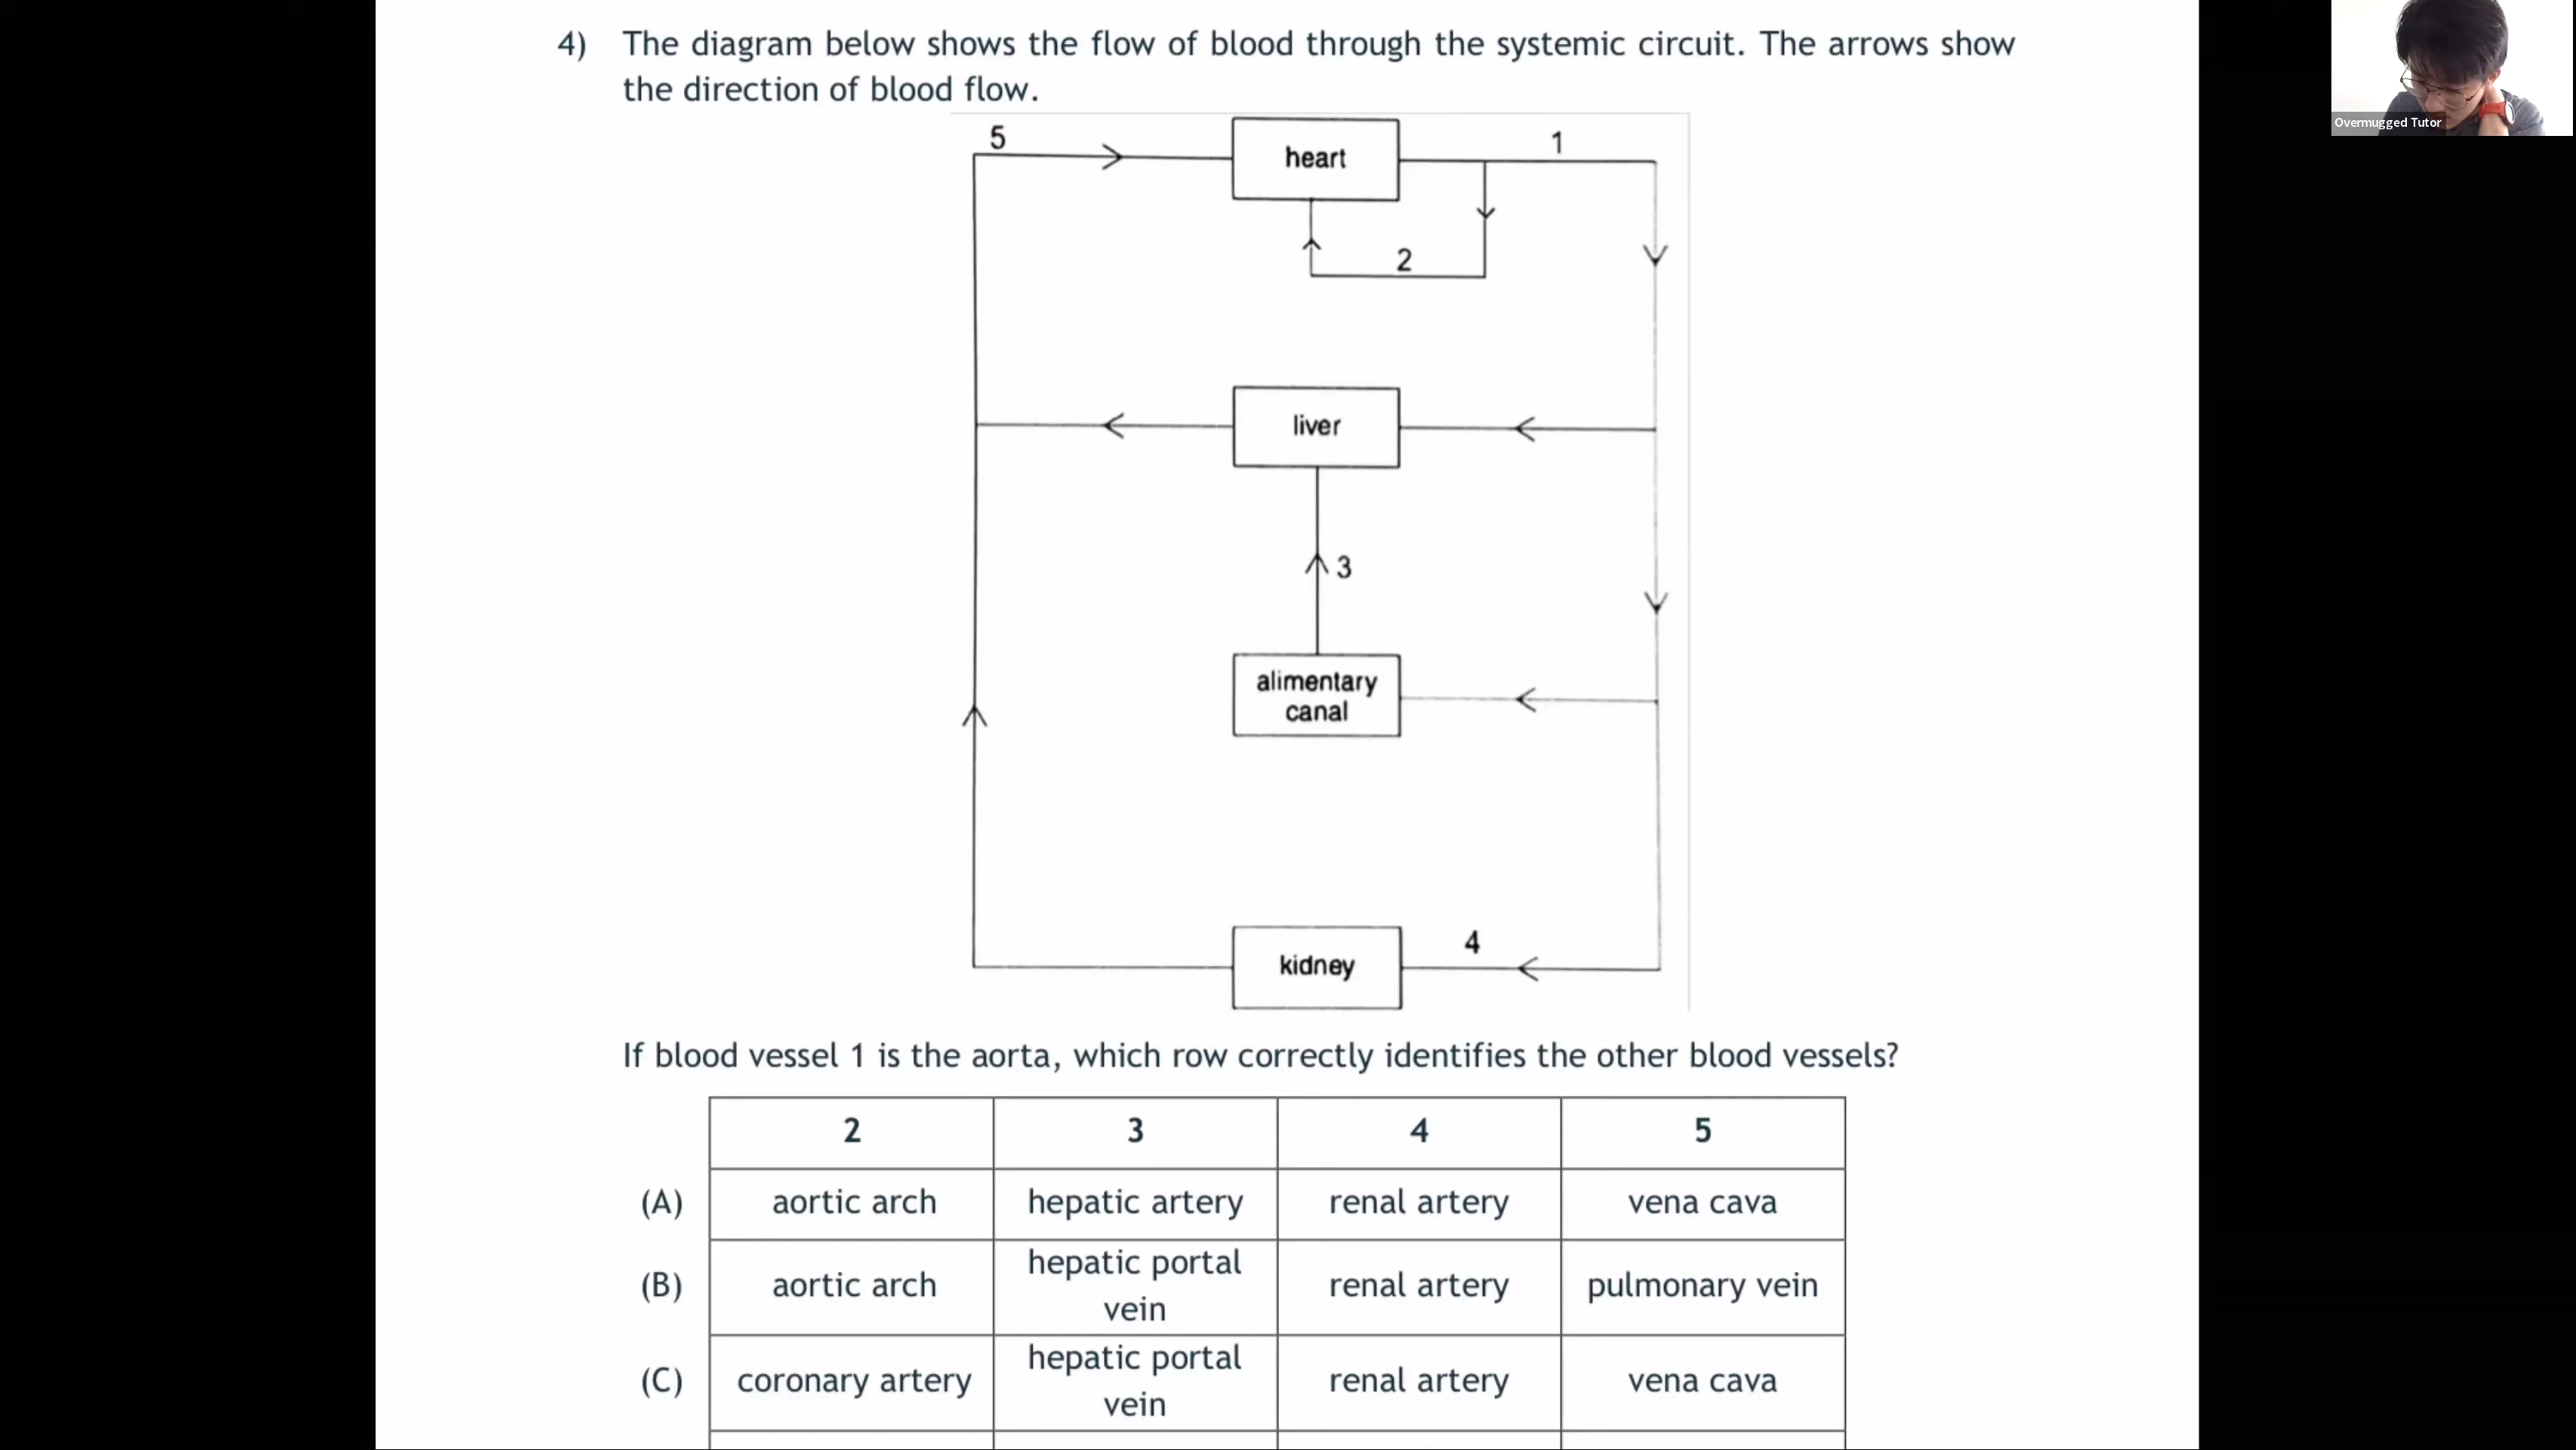 4) The diagram below shows the flow of blood through the systemic circuit. The arrows show
the direction of blood flow.
Overmugged Tutor
5
heart
1
2
liver
3
alimentary
canal
4
kidney
If blood vessel 1 is the aorta, which row correctly identifies the other blood vessels?
2 3 4 5
(A) aortic arch hepatic artery renal artery vena cava
(B) aortic arch hepatic portal vein renal artery pulmonary vein
(C) coronary artery hepatic portal vein renal artery vena cava